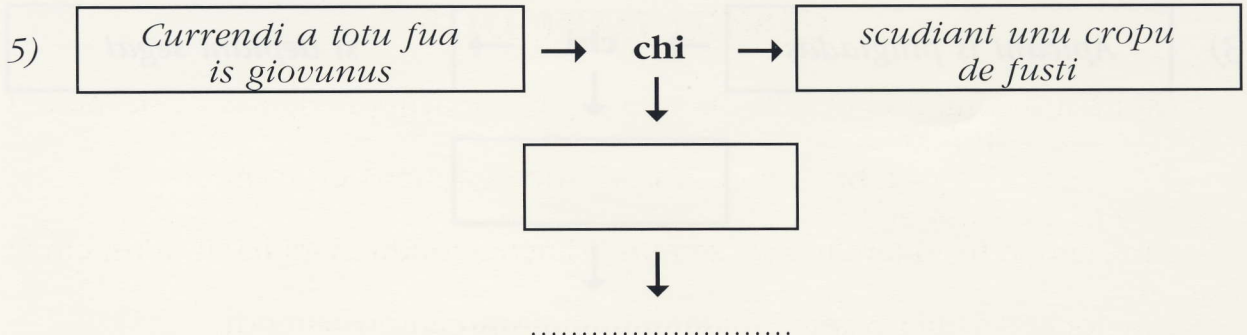 5)
Currendi a totu fua
is giovunus
chi
scudiant unu cropu
de fusti
..........................